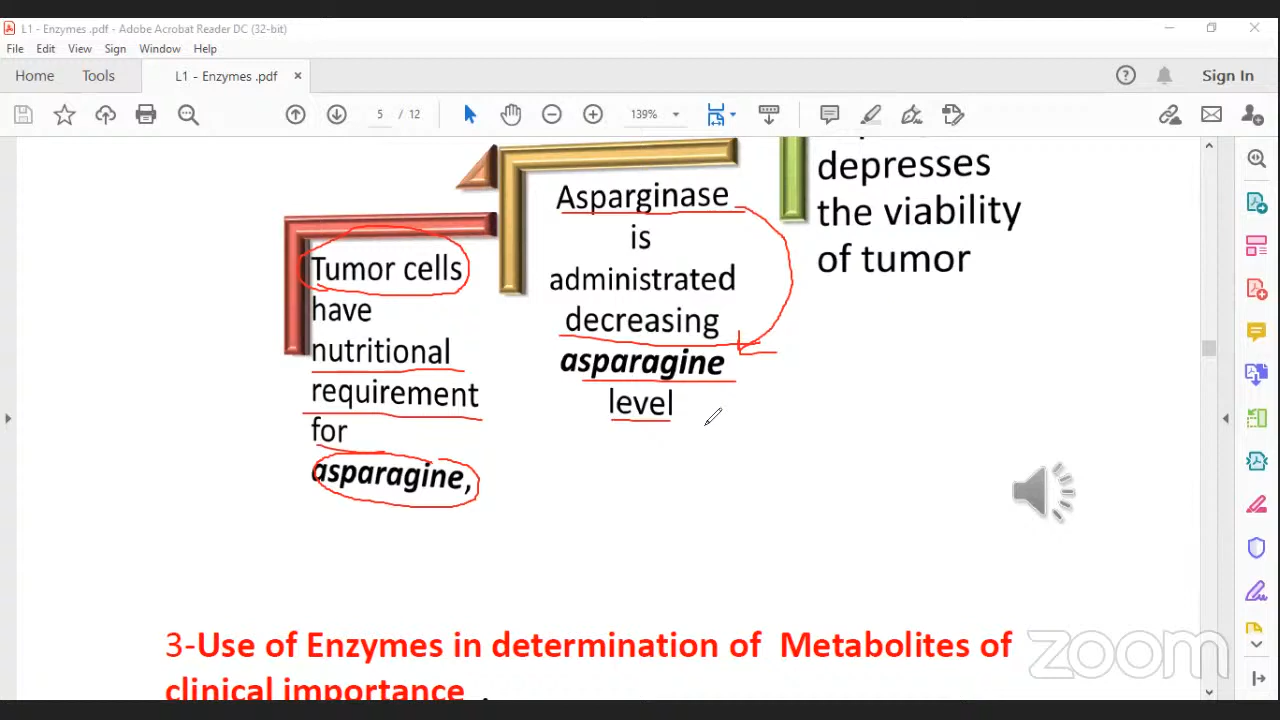 L1 - Enzymes .pdf - Adobe Acrobat Reader DC (32-bit)
File Edit View Sign Window Help
Home Tools L1 - Enzymes .pdf × Sign In
5 / 12 139%
Tumor cells
have
nutritional
requirement
for
asparagine,
Asparginase
is
administrated
decreasing
asparagine
level
depresses
the viability
of tumor
3-Use of Enzymes in determination of Metabolites of
clinical importance .
zoom